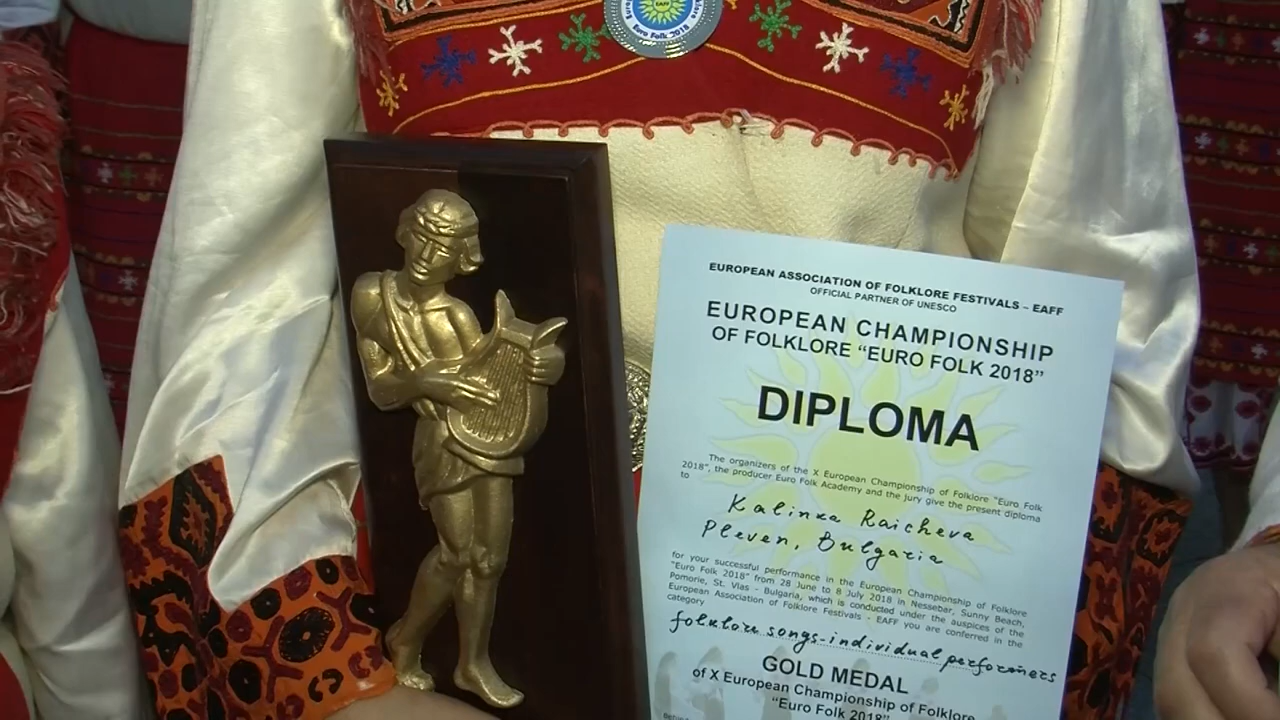 EAFF
Euro Folk 2018
EUROPEAN ASSOCIATION OF FOLKLORE FESTIVALS – EAFF
OFFICIAL PARTNER OF UNESCO
EUROPEAN CHAMPIONSHIP
OF FOLKLORE “EURO FOLK 2018”
DIPLOMA
The organizers of the X European Championship of Folklore “Euro Folk
2018”, the producer Euro Folk Academy and the jury give the present diploma
to
Kalinka Raicheva
Pleven, Bulgaria
for your successful performance in the European Championship of Folklore
“Euro Folk 2018” from 28 June to 8 July 2018 in Nessebar, Sunny Beach,
Pomorie, St. Vlas - Bulgaria, which is conducted under the auspices of the
European Association of Folklore Festivals - EAFF you are conferred in the
category
folklore songs-individual performers
GOLD MEDAL
of X European Championship of Folklore
“Euro Folk 2018”